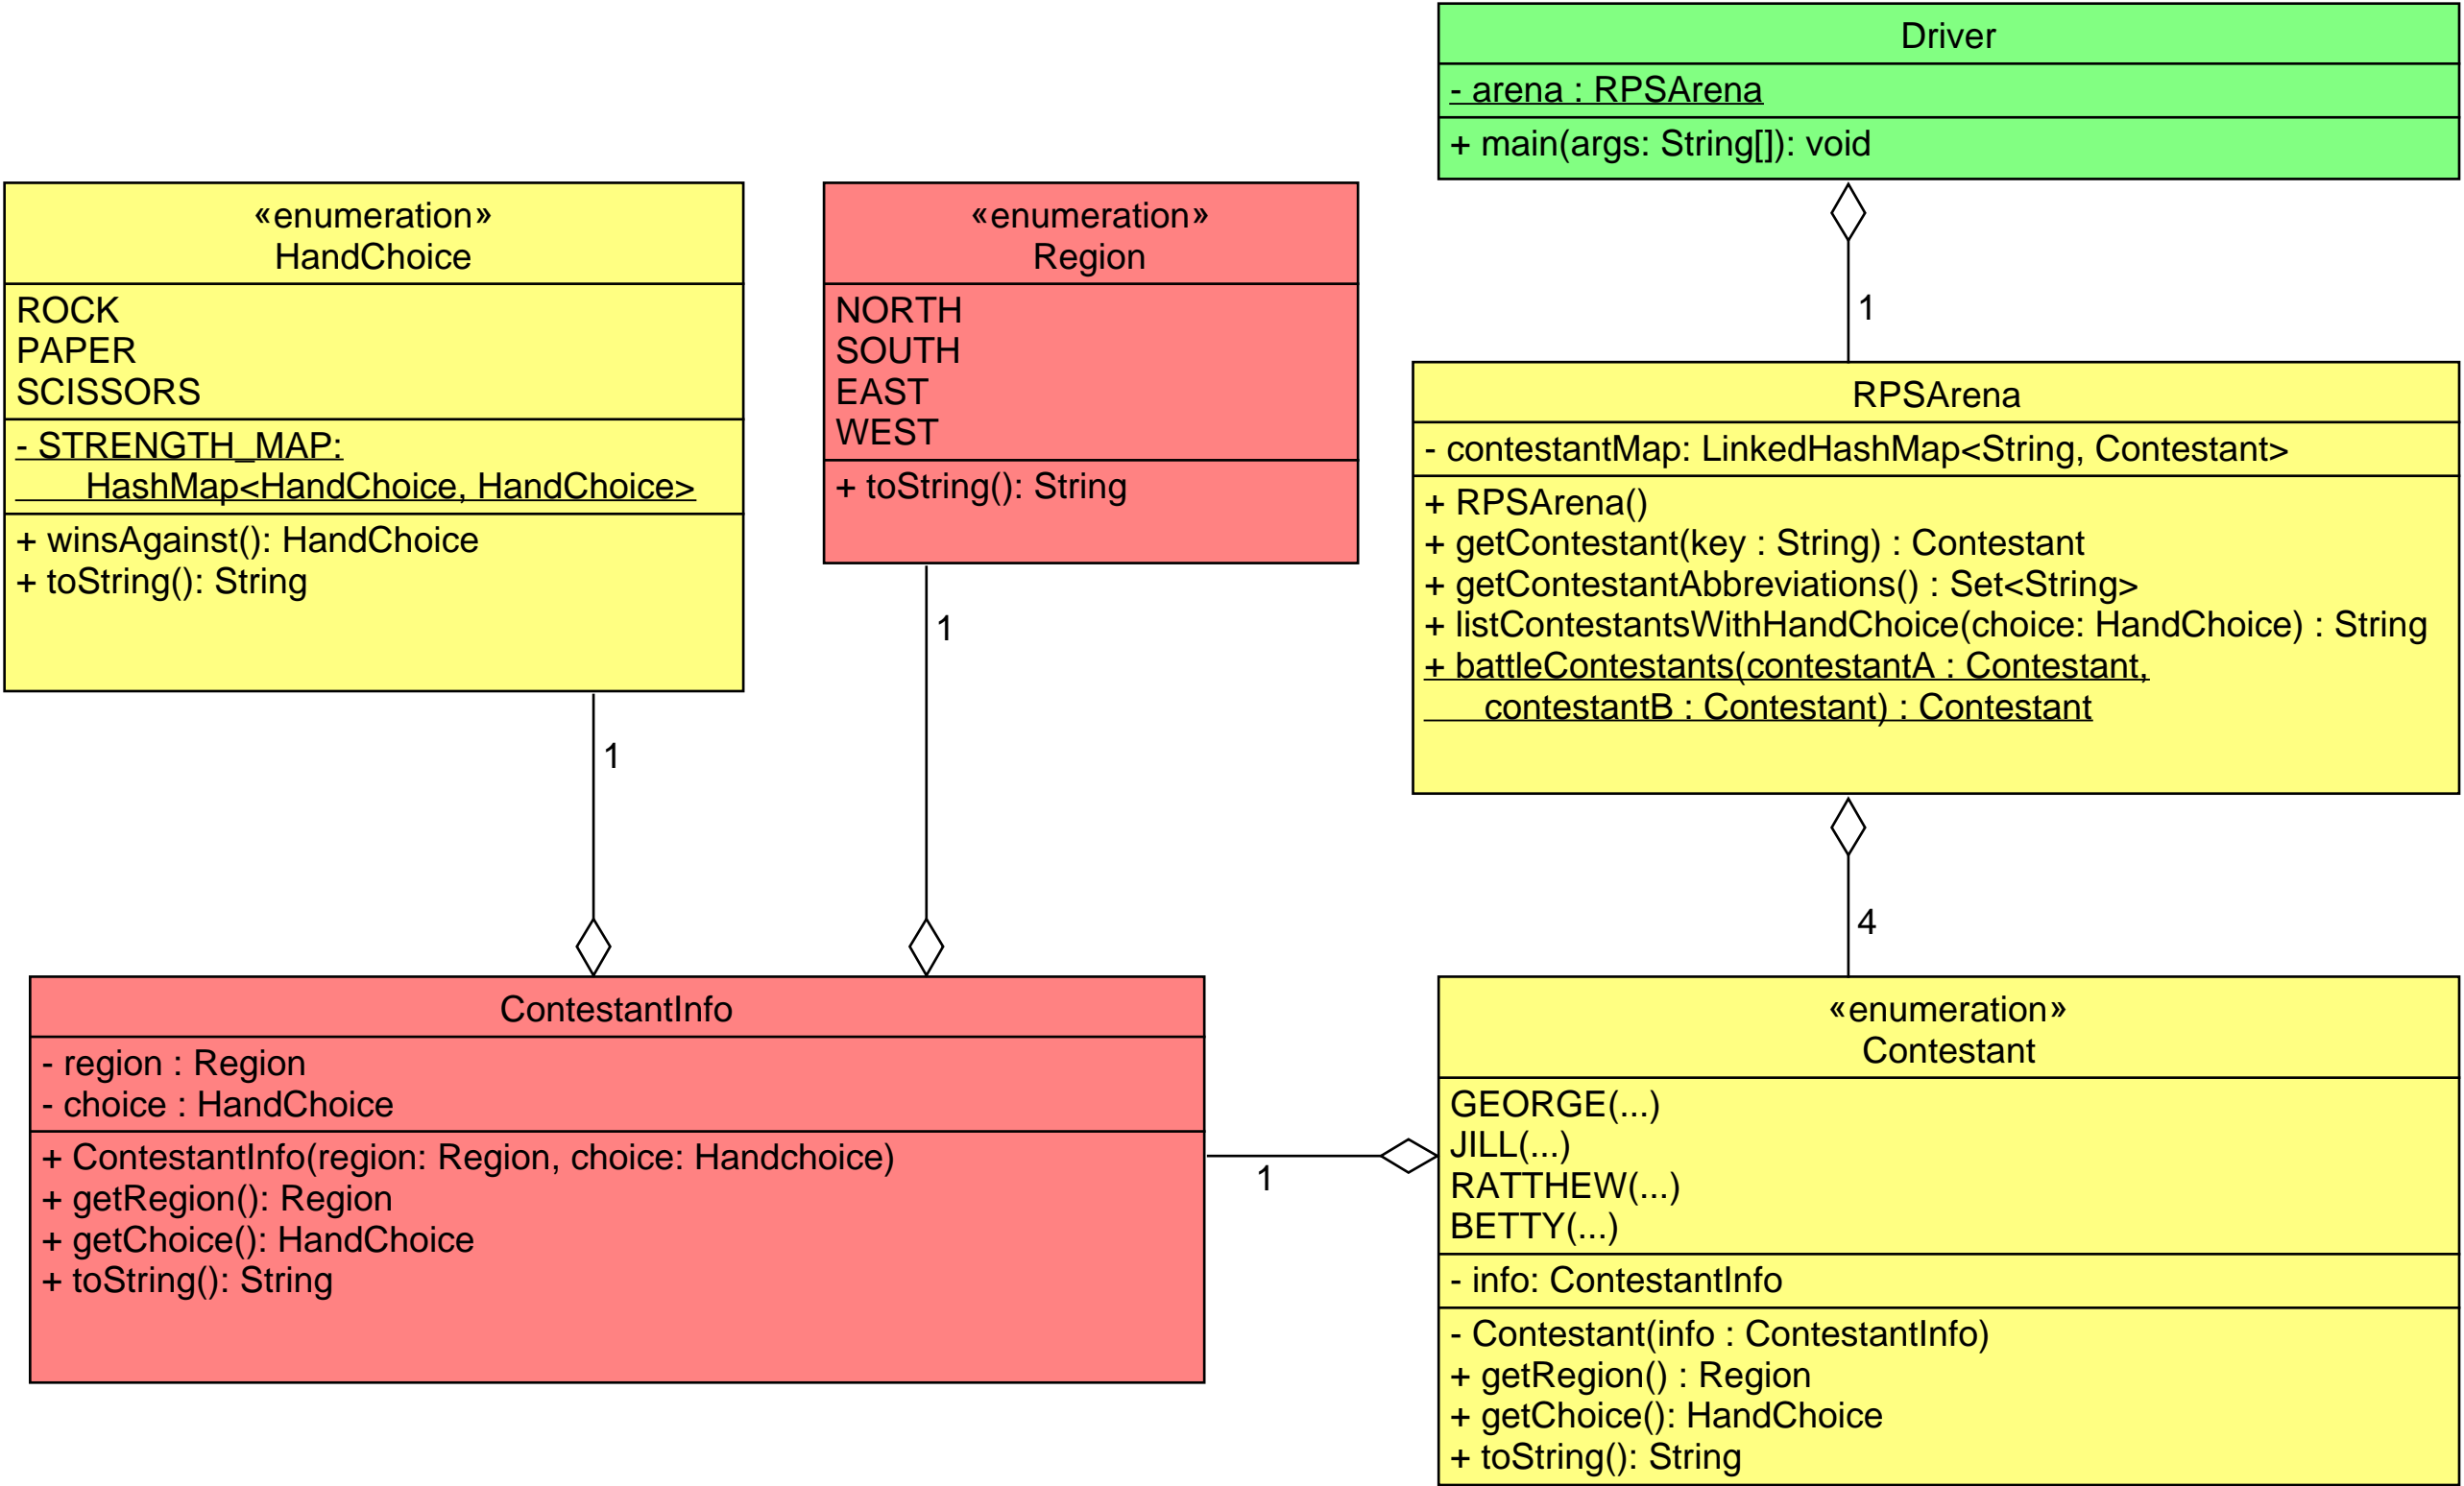 Driver
- arena : RPSArena
+ main(args: String[]): void
«enumeration»
HandChoice
ROCK
PAPER
SCISSORS
- STRENGTH_MAP:
HashMap<HandChoice, HandChoice>
+ winsAgainst(): HandChoice
+ toString(): String
«enumeration»
Region
NORTH
SOUTH
EAST
WEST
+ toString(): String
1
RPSArena
- contestantMap: LinkedHashMap<String, Contestant>
+ RPSArena()
+ getContestant(key : String) : Contestant
+ getContestantAbbreviations() : Set<String>
+ listContestantsWithHandChoice(choice: HandChoice) : String
+ battleContestants(contestantA : Contestant,
contestantB : Contestant) : Contestant
1
1
4
ContestantInfo
- region : Region
- choice : HandChoice
+ ContestantInfo(region: Region, choice: Handchoice)
+ getRegion(): Region
+ getChoice(): HandChoice
+ toString(): String
1
«enumeration»
Contestant
GEORGE(...)
JILL(...)
RATTHEW(...)
BETTY(...)
- info: ContestantInfo
- Contestant(info : ContestantInfo)
+ getRegion() : Region
+ getChoice(): HandChoice
+ toString(): String